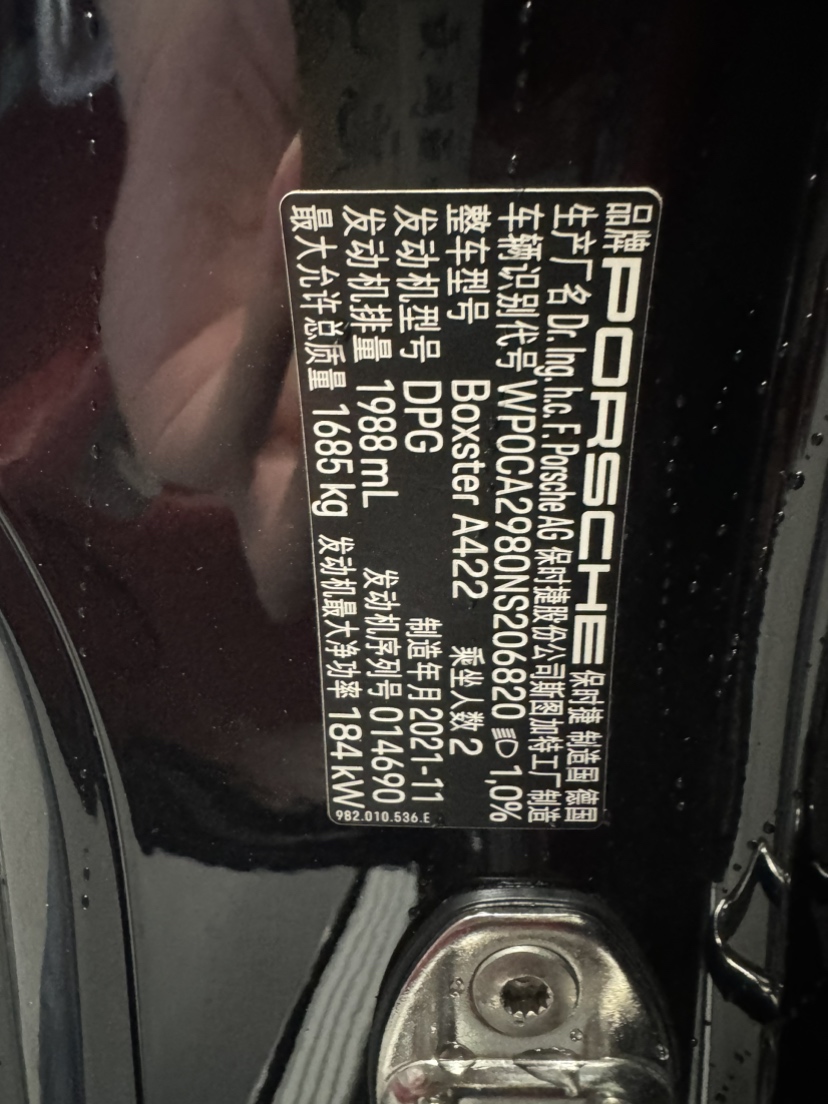 品牌 PORSCHE 保时捷 制造国 德国
生产厂名 Dr. Ing. h.c. F. Porsche AG 保时捷股份公司斯图加特工厂制造
车辆识别代号 WP0CA2980NS206820 1,0%
整车型号 Boxster A422 乘坐人数 2
发动机型号 DPG 制造年月 2021-11
发动机排量 1988 mL 发动机序列号 014690
最大允许总质量 1685 kg 发动机最大净功率 184 kW
982.010.536.E